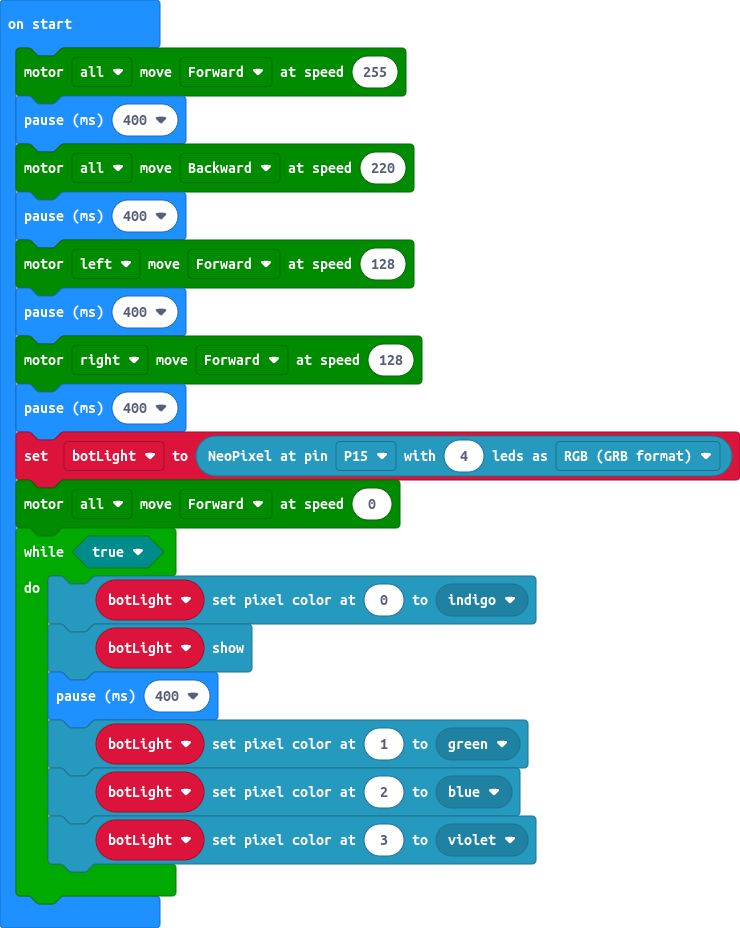 on start
motor all move Forward at speed 255
pause (ms) 400
motor all move Backward at speed 220
pause (ms) 400
motor left move Forward at speed 128
pause (ms) 400
motor right move Forward at speed 128
pause (ms) 400
set botLight to NeoPixel at pin P15 with 4 leds as RGB (GRB format)
motor all move Forward at speed 0
while true
do
botLight set pixel color at 0 to indigo
botLight show
pause (ms) 400
botLight set pixel color at 1 to green
botLight set pixel color at 2 to blue
botLight set pixel color at 3 to violet